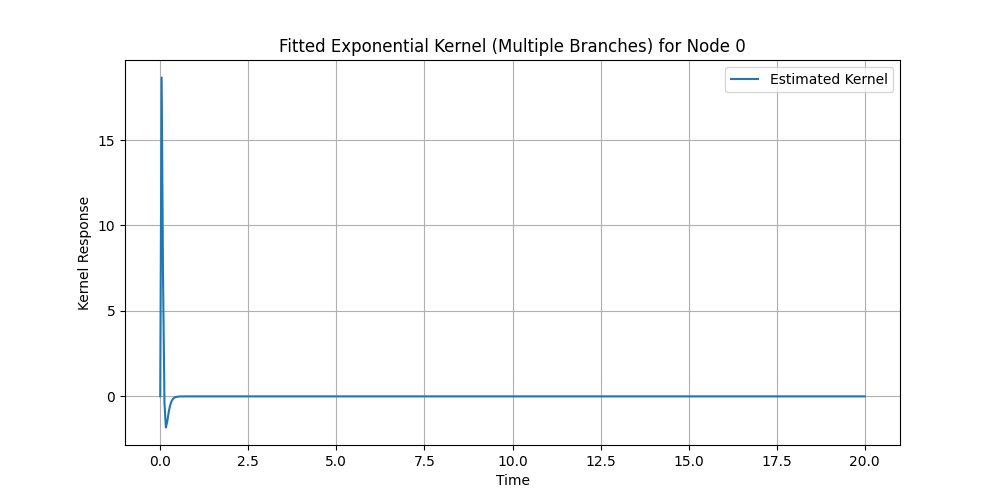 Fitted Exponential Kernel (Multiple Branches) for Node 0
Estimated Kernel
Kernel Response
15
10
5
0
0.0 2.5 5.0 7.5 10.0 12.5 15.0 17.5 20.0
Time